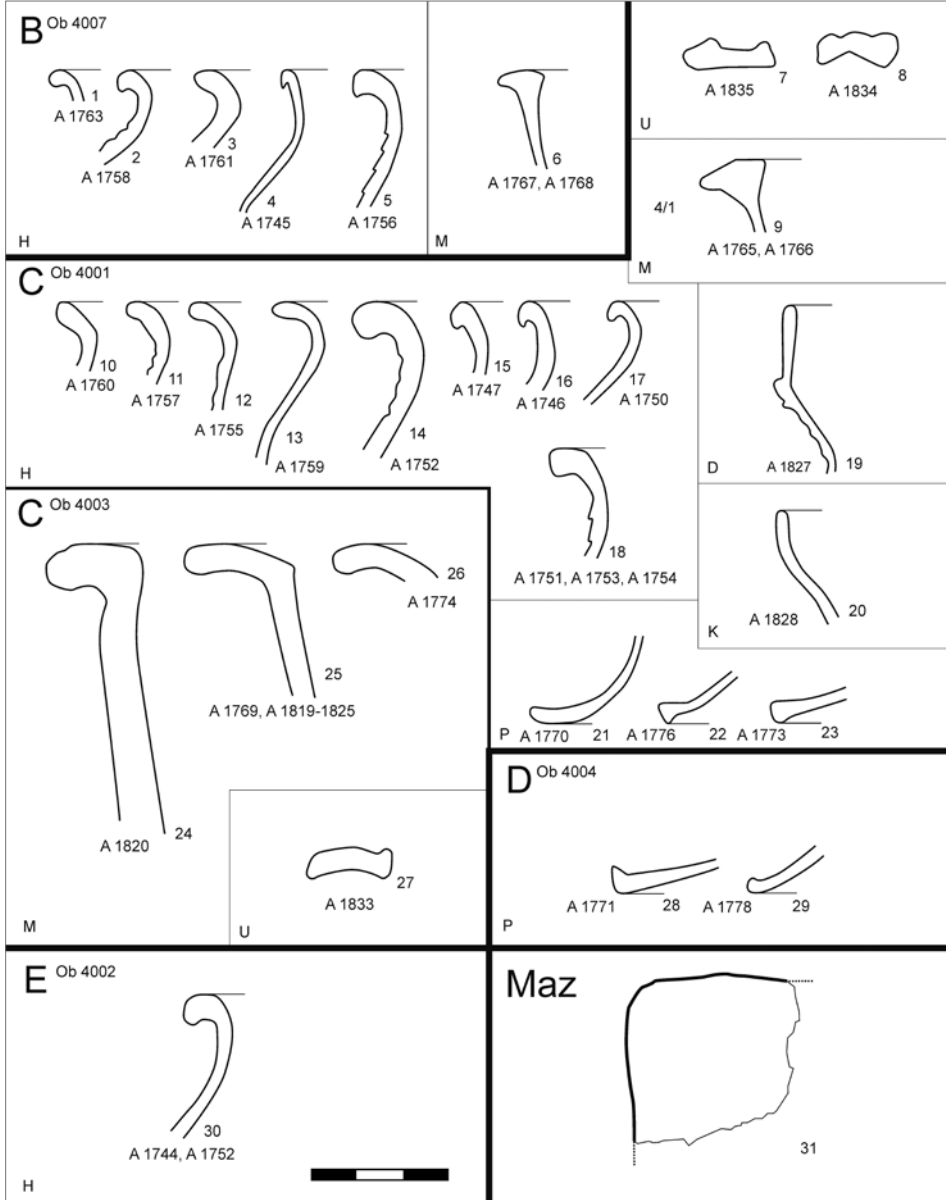 B Ob 4007
1
A 1763
2
A 1758
3
A 1761
4
A 1745
5
A 1756
H
6
A 1767, A 1768
M
7
A 1835
8
A 1834
U
4/1
9
A 1765, A 1766
M
C Ob 4001
10
A 1760
11
A 1757
12
A 1755
13
A 1759
14
A 1752
15
A 1747
16
A 1746
17
A 1750
H
18
A 1751, A 1753, A 1754
D
A 1827 19
K
A 1828 20
P A 1770 21 A 1776 22 A 1773 23
C Ob 4003
24
A 1820
25
A 1769, A 1819-1825
26
A 1774
M
27
A 1833
U
D Ob 4004
A 1771 28 A 1778 29
P
E Ob 4002
30
A 1744, A 1752
H
Maz
31